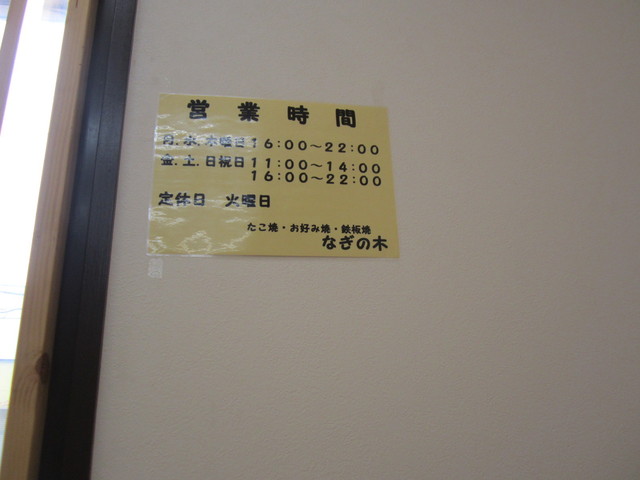 営業時間
月.水.木曜日16:00～22:00
金.土.日祝日11:00～14:00
16:00～22:00
定休日 火曜日
たこ焼・お好み焼・鉄板焼
なぎの木